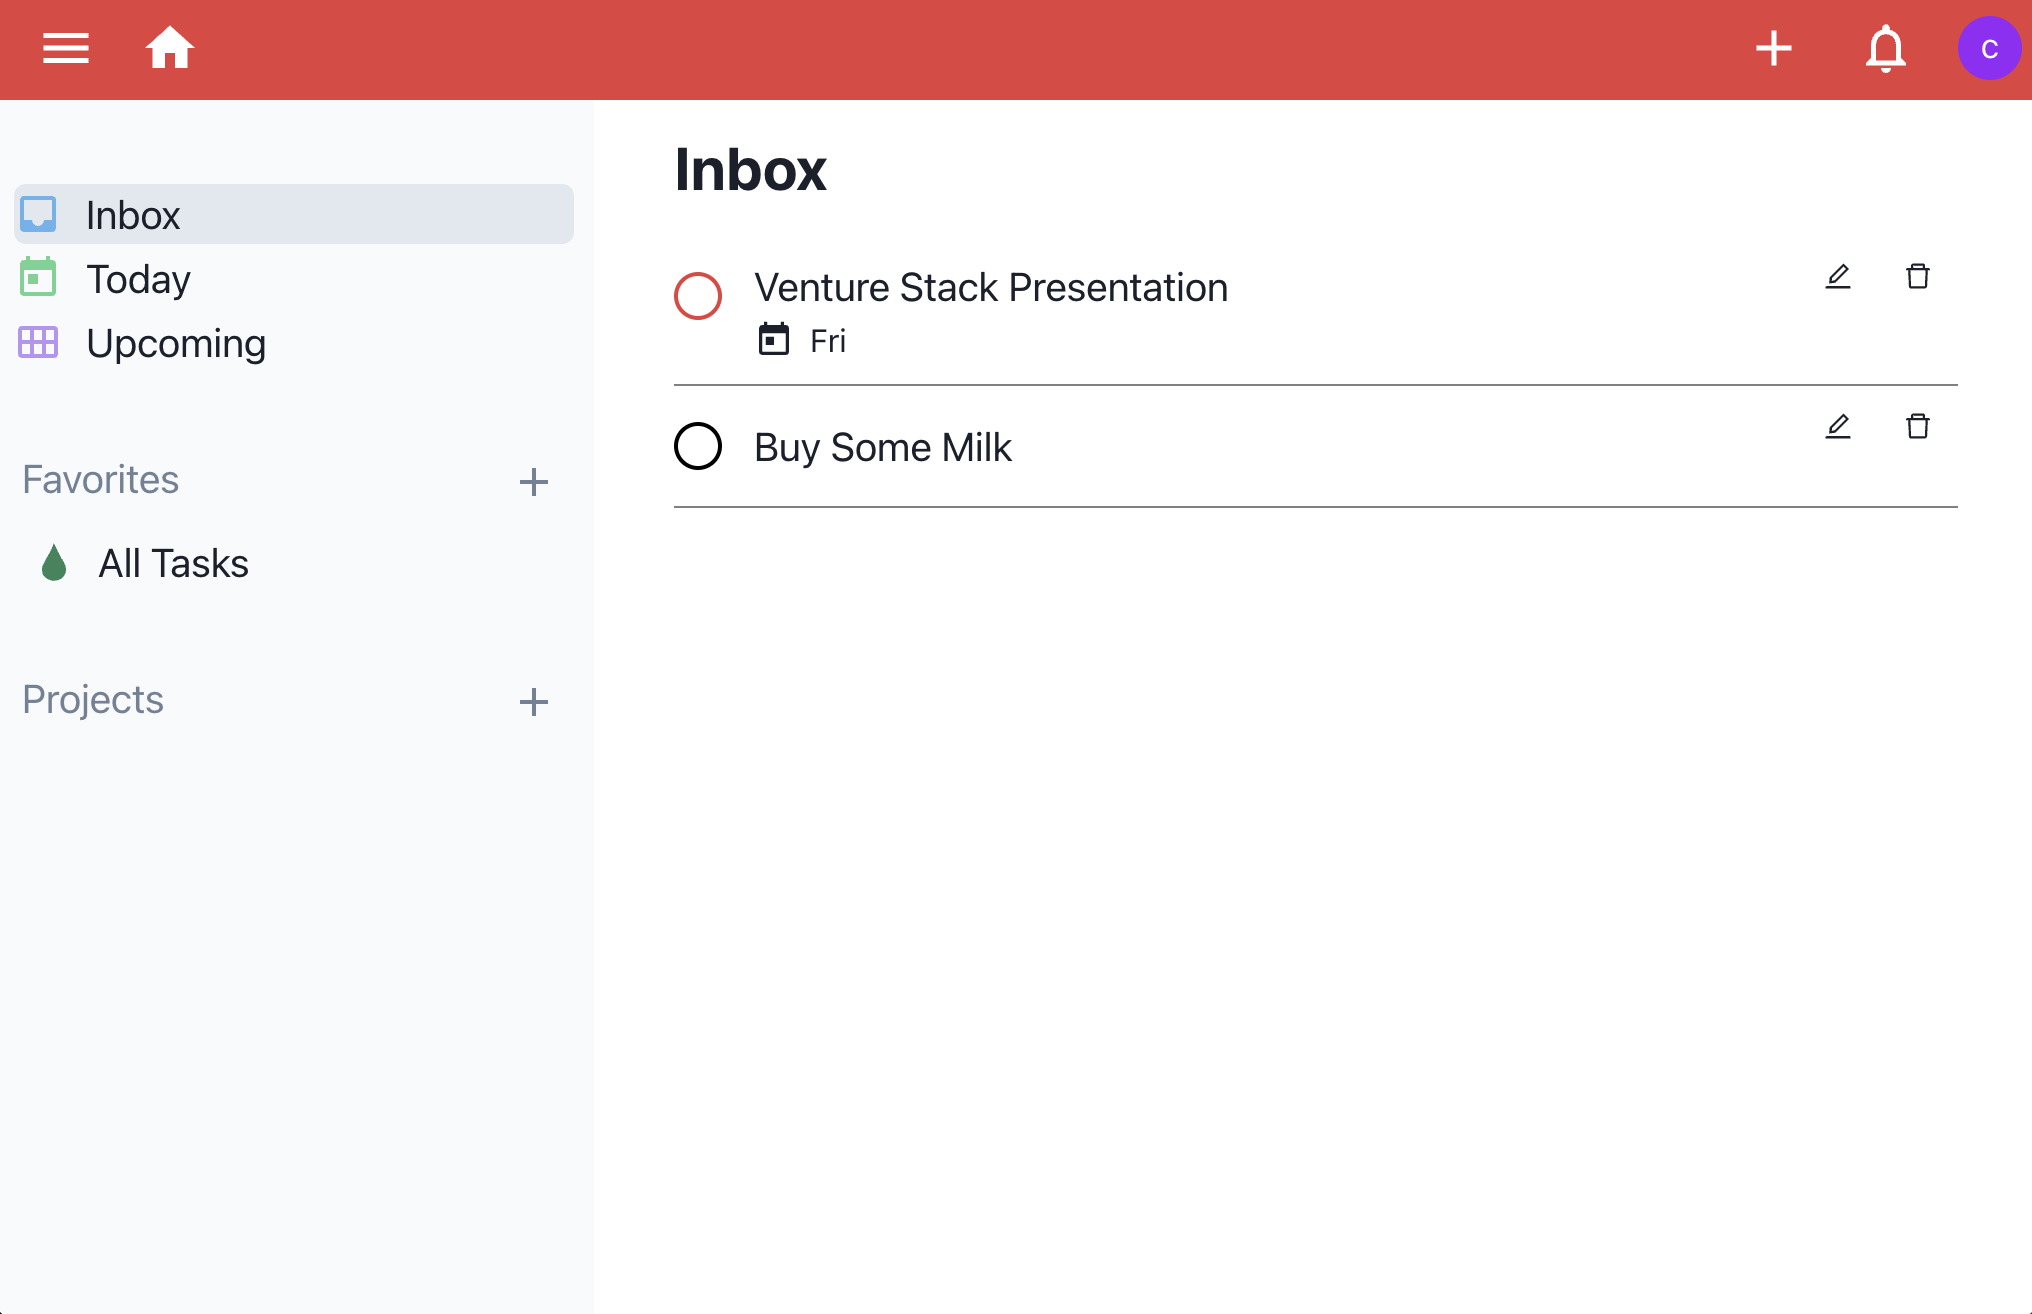 C
Inbox
Today
Upcoming
Favorites
All Tasks
Projects
Inbox
Venture Stack Presentation
Fri
Buy Some Milk